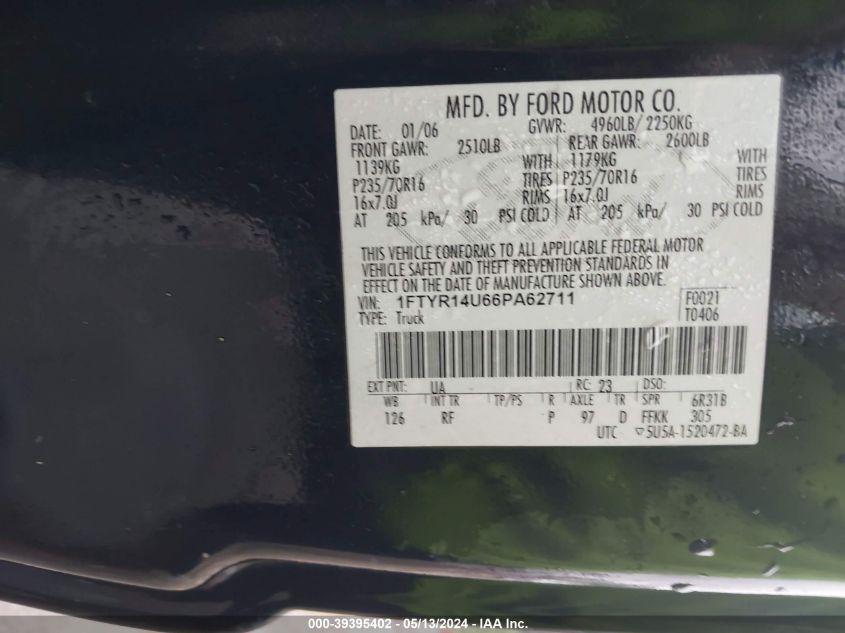 MFD. BY FORD MOTOR CO.
DATE: 01/06 GVWR: 4960LB/ 2250KG
FRONT GAWR: 2510LB REAR GAWR: 2600LB
1139KG WITH 1179KG WITH
P235/70R16 TIRES P235/70R16 TIRES
16x7.0J RIMS 16x7.0J RIMS
AT 205 kPa/ 30 PSI COLD AT 205 kPa/ 30 PSI COLD
THIS VEHICLE CONFORMS TO ALL APPLICABLE FEDERAL MOTOR
VEHICLE SAFETY AND THEFT PREVENTION STANDARDS IN
EFFECT ON THE DATE OF MANUFACTURE SHOWN ABOVE.
VIN: 1FTYR14U66PA62711 F0021
TYPE: Truck T0406
EXT PNT: UA RC: 23 DSO:
WB INT TR TP/PS R AXLE TR SPR 6R31B
126 RF P 97 D FFKK 305
UTC ▽5U5A-1520472-BA
000-39395402 - 05/13/2024 - IAA Inc.